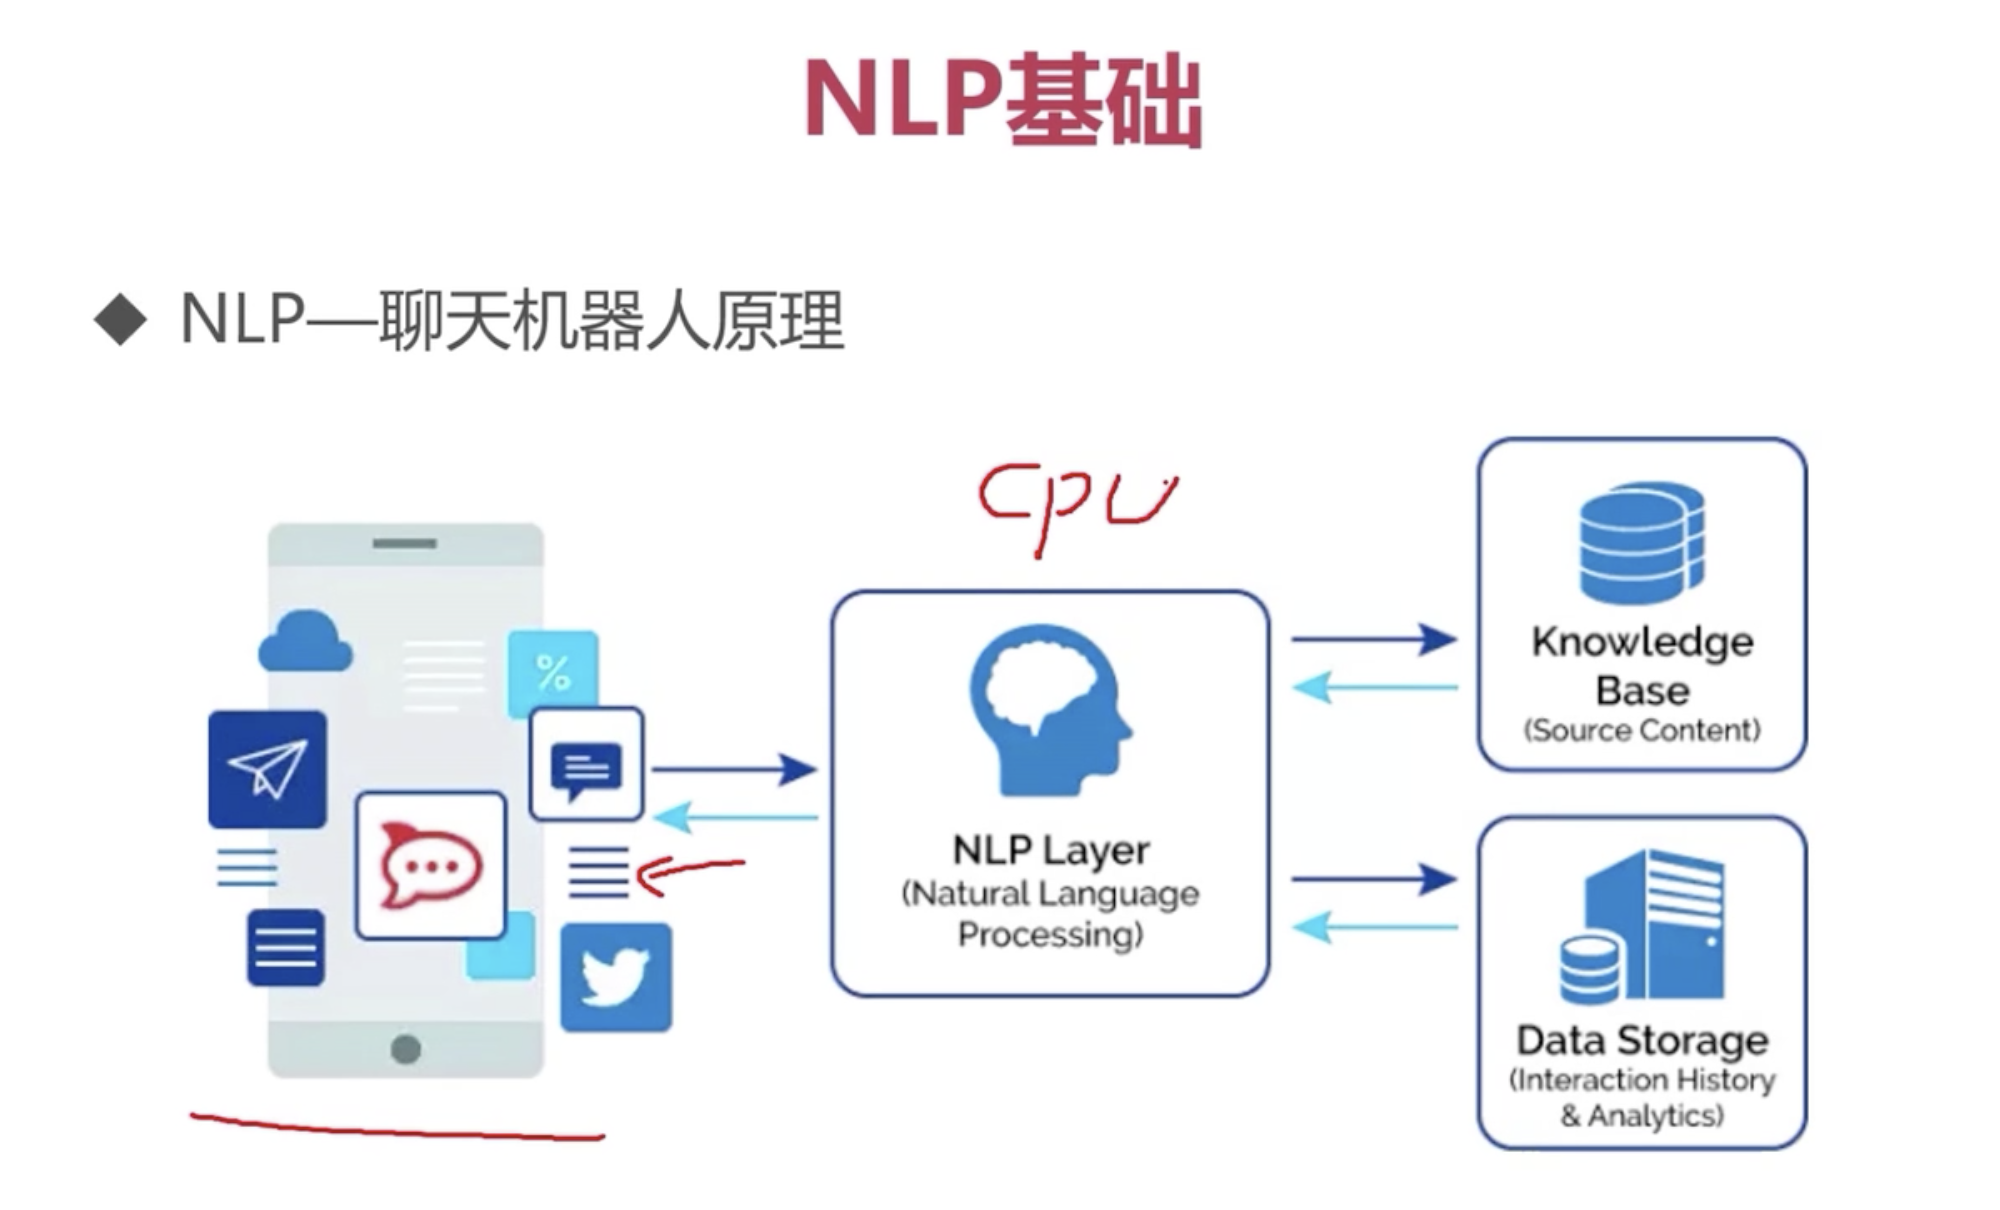 NLP基础
◆ NLP—聊天机器人原理
CPU
%
NLP Layer
(Natural Language
Processing)
Knowledge
Base
(Source Content)
Data Storage
(Interaction History
& Analytics)